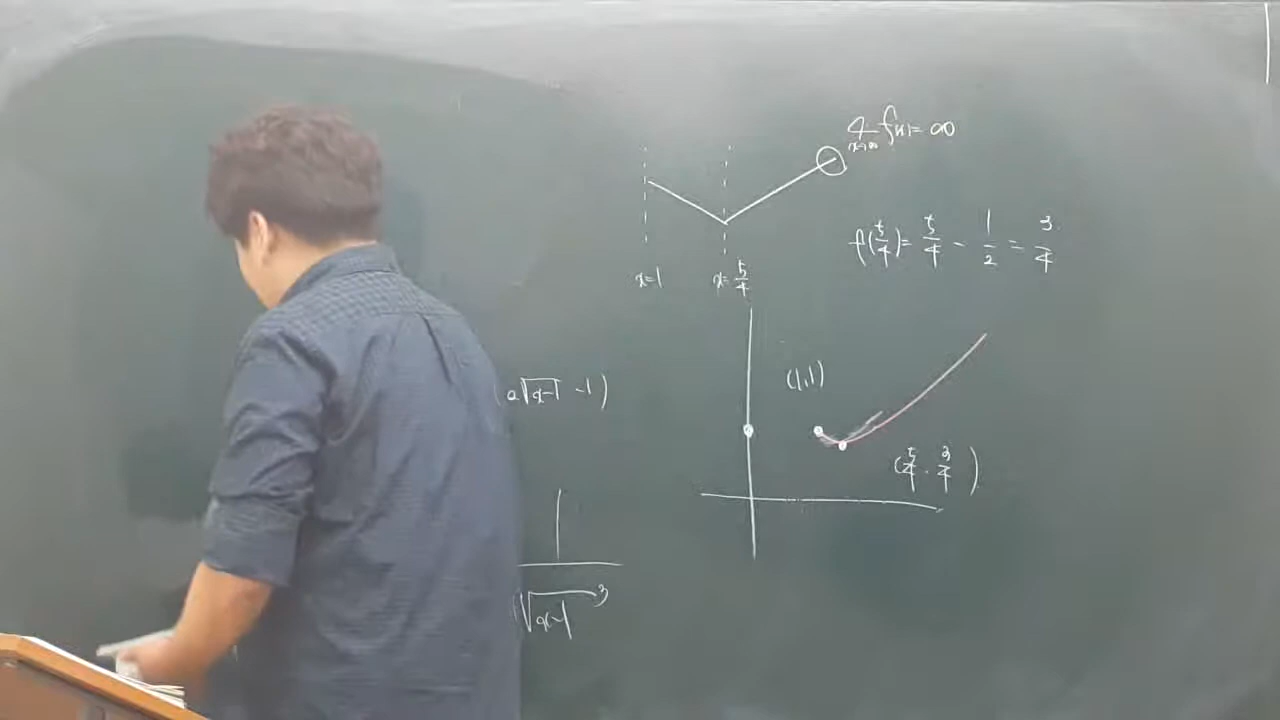 lim x→∞ f(x) = ∞
f(5/4) = 5/4 - 1/2 = 3/4
x=1
x=5/4
(2√(x-1) - 1)
(1,1)
(5/4, 3/4)
1
√(x-1)³